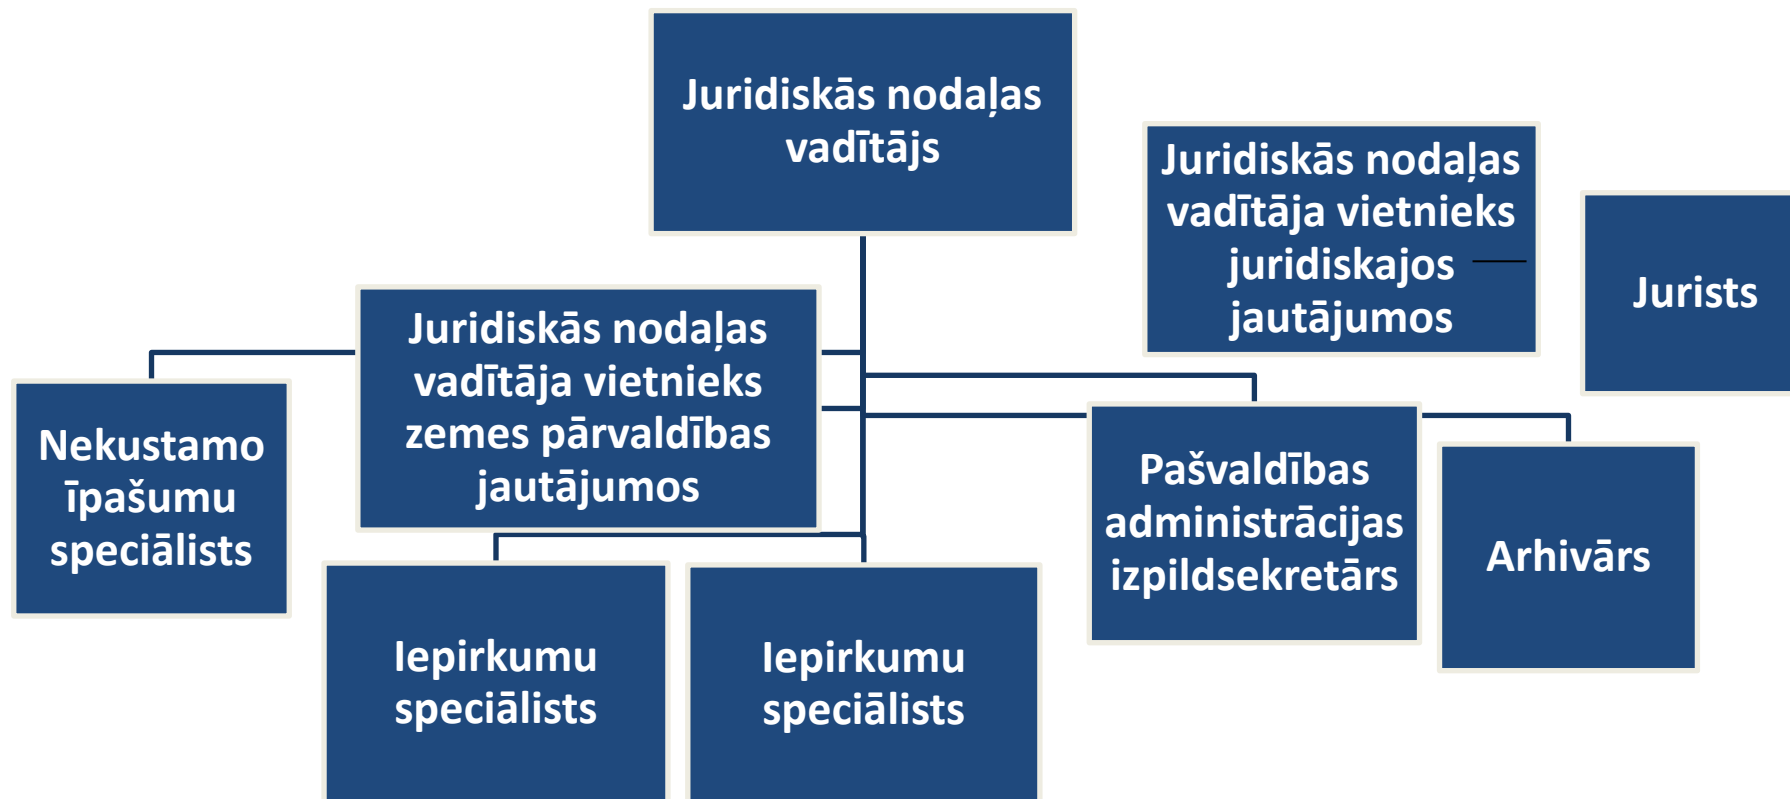 Juridiskās nodaļas
vadītājs
Juridiskās nodaļas
vadītāja vietnieks
juridiskajos
jautājumos
Jurists
Juridiskās nodaļas
vadītāja vietnieks
zemes pārvaldības
jautājumos
Nekustamo
īpašumu
speciālists
Pašvaldības
administrācijas
izpildsekretārs
Arhivārs
Iepirkumu
speciālists
Iepirkumu
speciālists